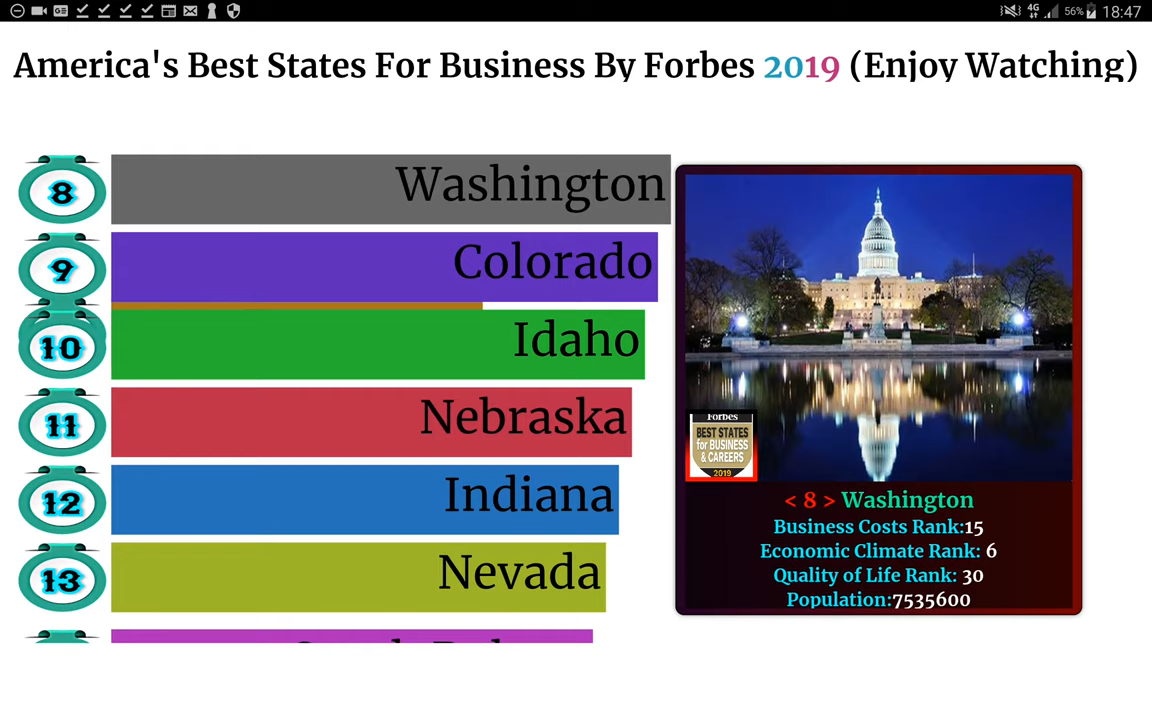 4G
56%
18:47
America's Best States For Business By Forbes 2019 (Enjoy Watching)
8
Washington
9
Colorado
10
Idaho
11
Nebraska
12
Indiana
13
Nevada
Forbes
BEST STATES
for BUSINESS
& CAREERS
2019
< 8 > Washington
Business Costs Rank:15
Economic Climate Rank: 6
Quality of Life Rank: 30
Population:7535600